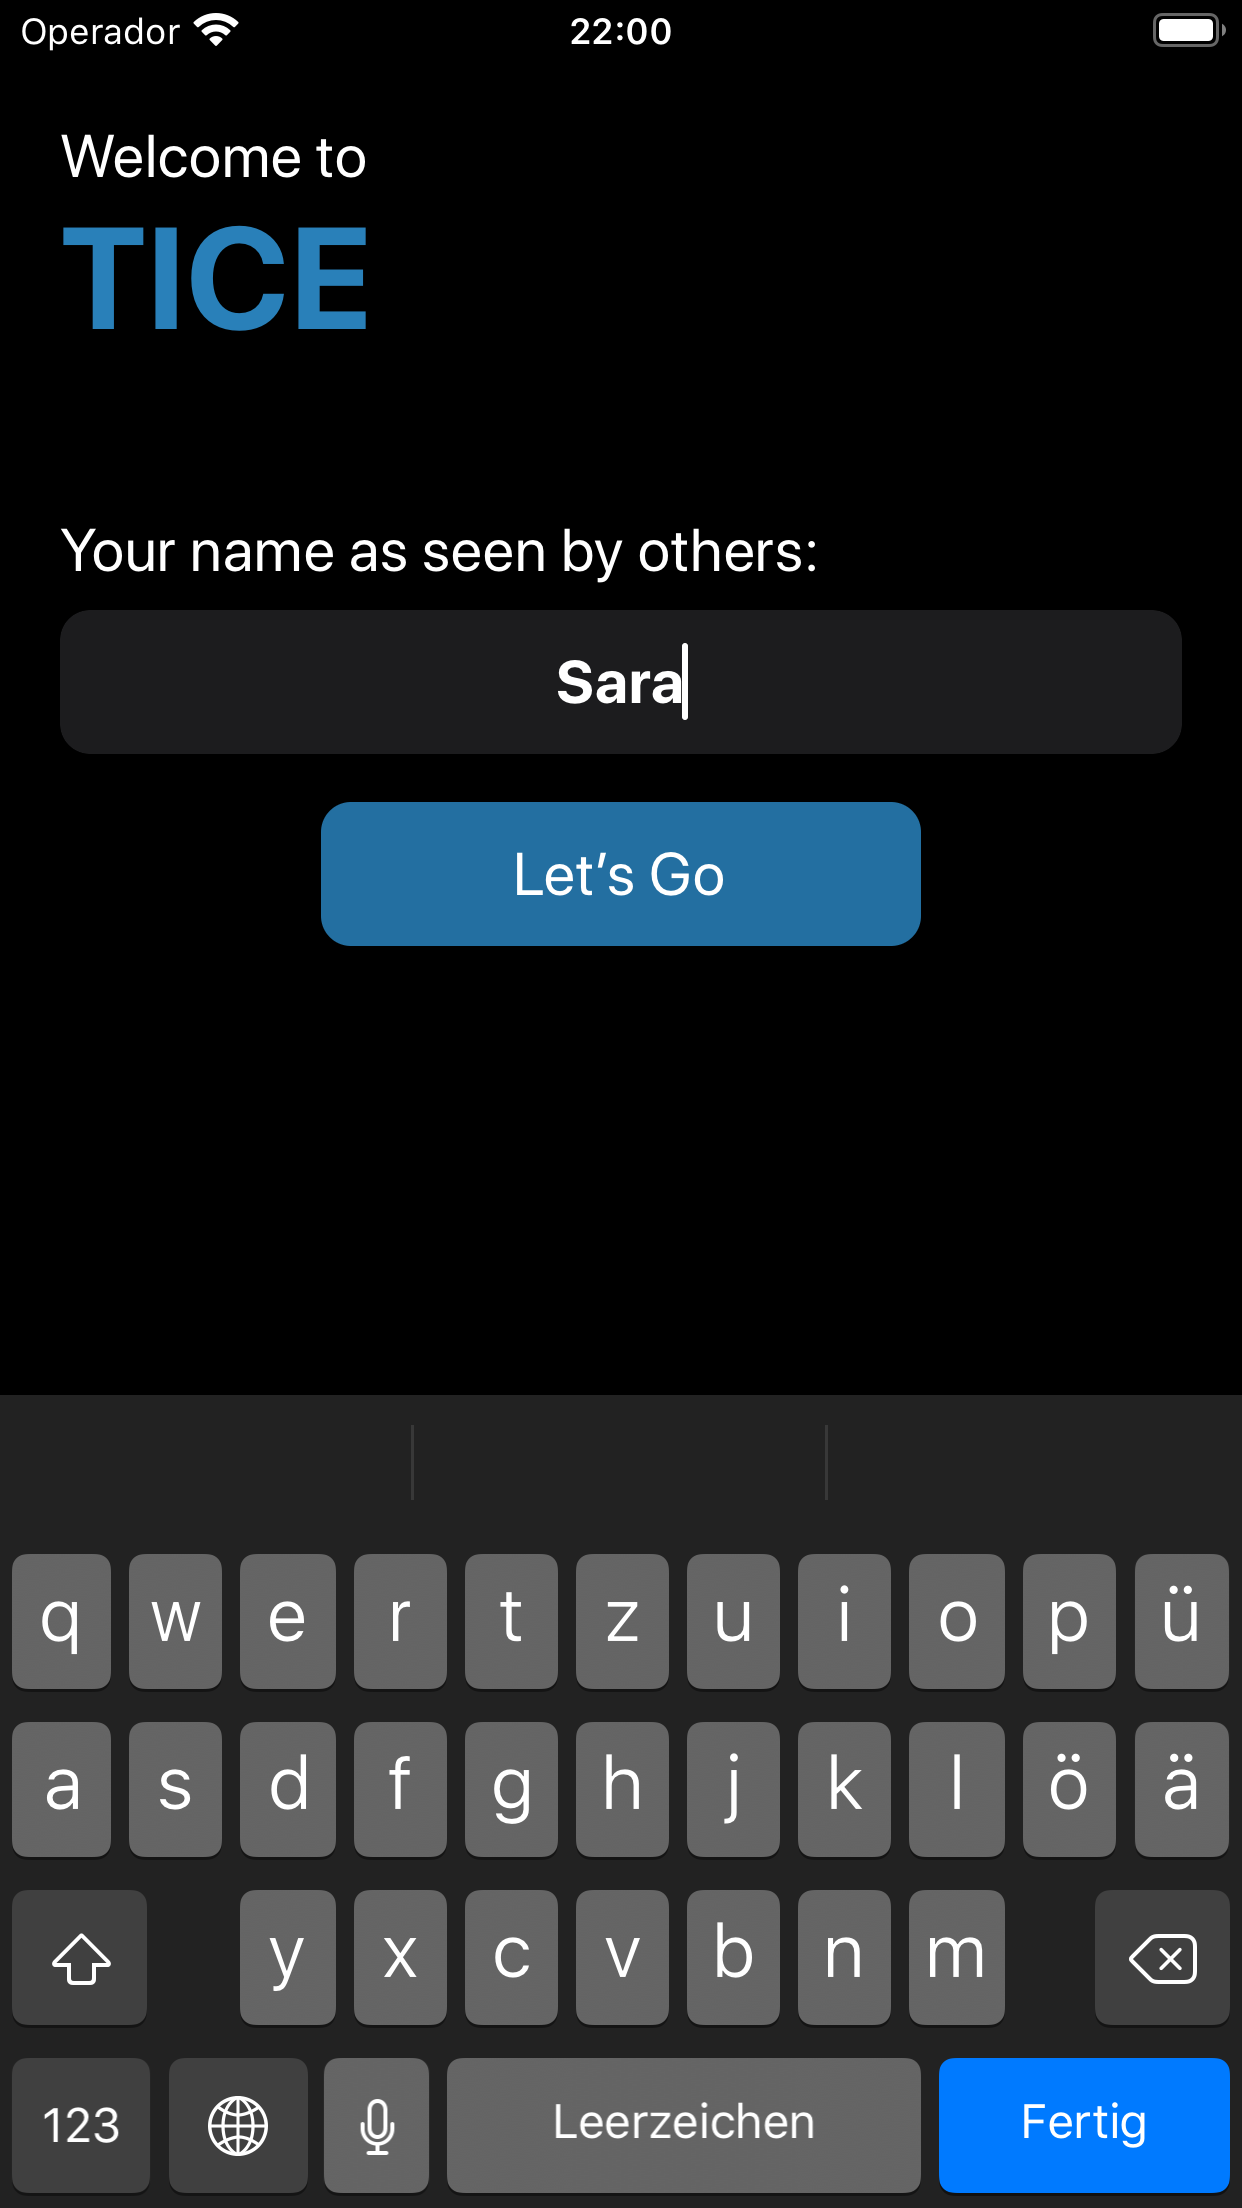 Operador 22:00
Welcome to
TICE
Your name as seen by others:
Sara
Let’s Go
q w e r t z u i o p ü
a s d f g h j k l ö ä
y x c v b n m
123 Leerzeichen Fertig